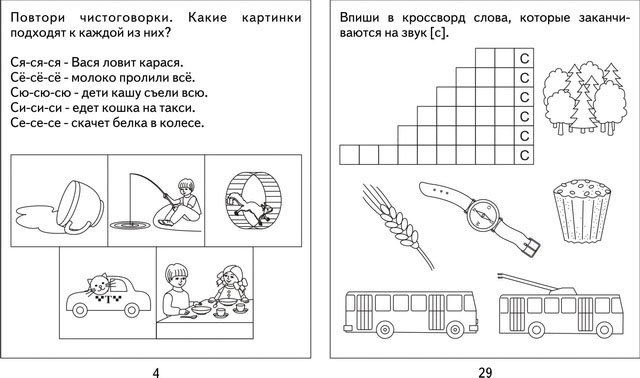 Повтори чистоговорки. Какие картинки
подходят к каждой из них?
Ся-ся-ся - Вася ловит карася.
Сё-сё-сё - молоко пролили всё.
Сю-сю-сю - дети кашу съели всю.
Си-си-си - едет кошка на такси.
Се-се-се - скачет белка в колесе.
Т
4
Впиши в кроссворд слова, которые заканчи-
ваются на звук [с].
С
С
С
С
С
С
29